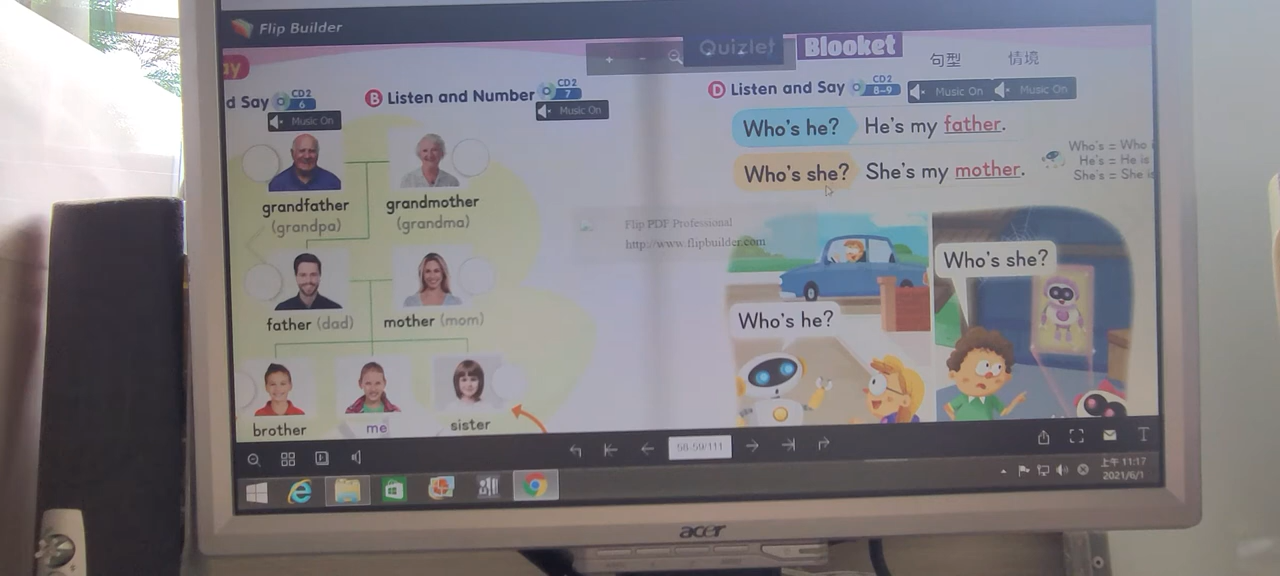 Flip Builder
Quizlet
Blooket
句型
情境
ay
d Say
CD2
6
Music On
B Listen and Number
CD2
7
Music On
grandfather
(grandpa)
grandmother
(grandma)
father (dad)
mother (mom)
brother
me
sister
D Listen and Say
CD2
8-9
Music On
Music On
Who's he? He's my father.
Who's she? She's my mother.
Who's = Who
He's = He is
She's = She is
Flip PDF Professional
http://www.flipbuilder.com
Who's he?
Who's she?
58-59/111
上午 11:17
2021/6/1
acer